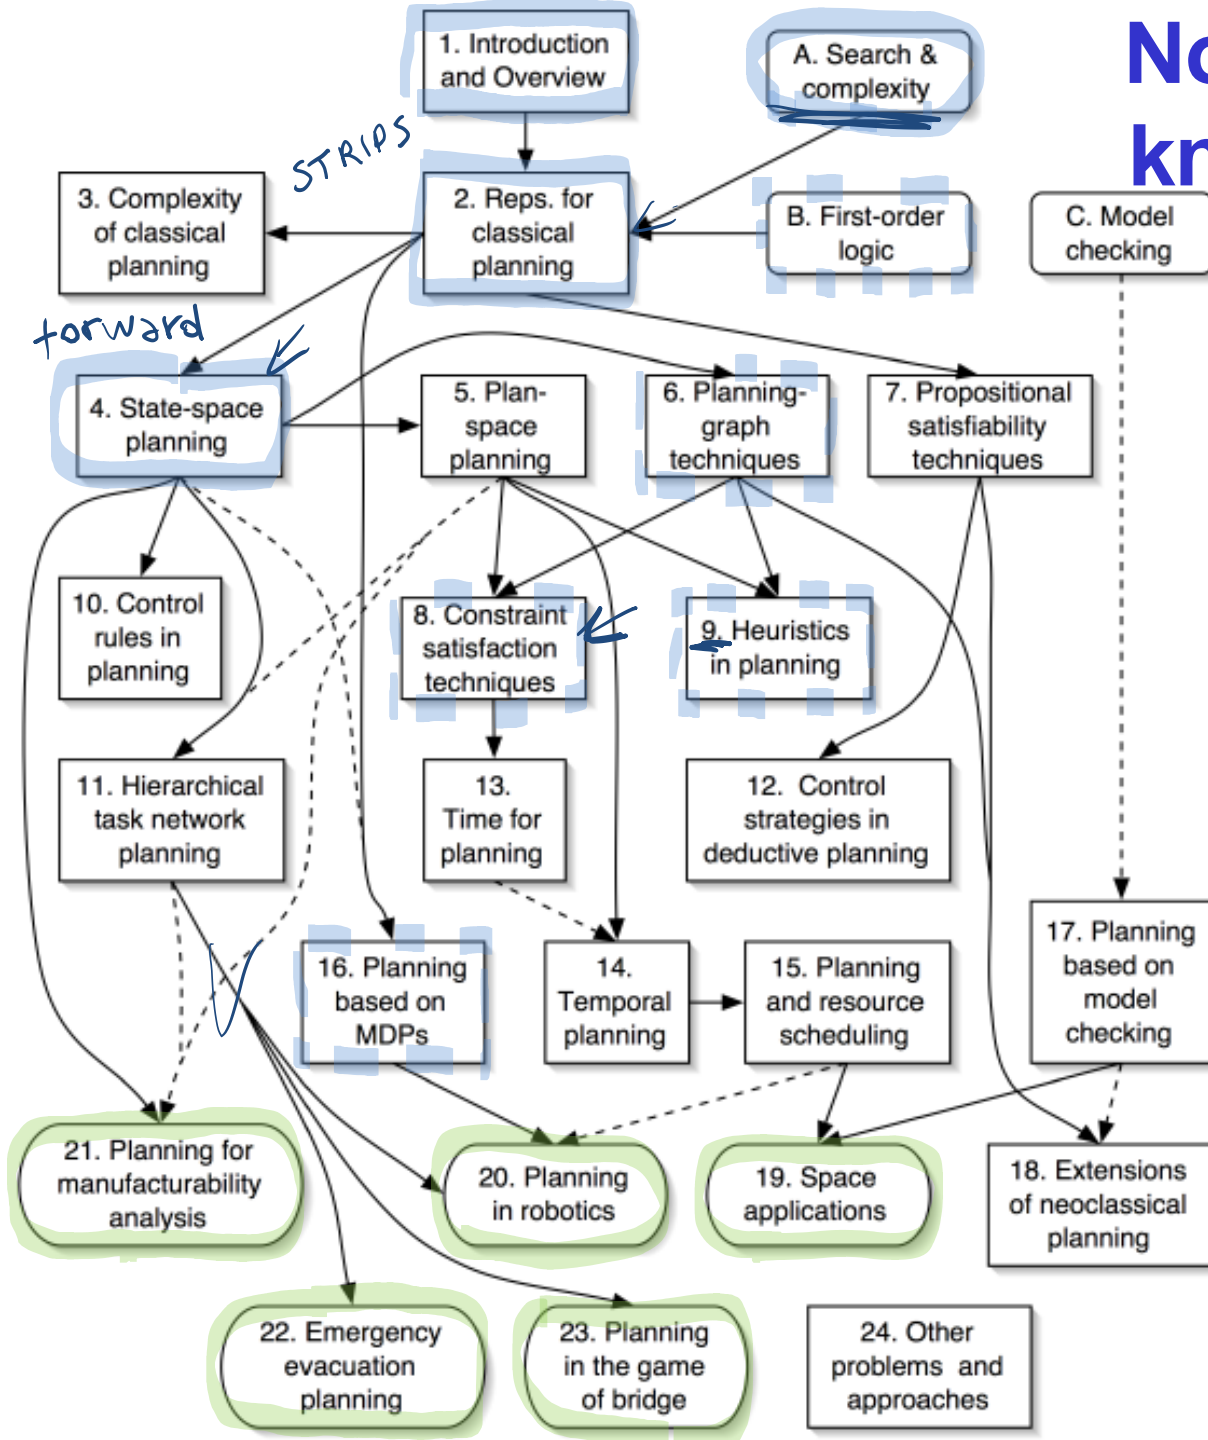 1. Introduction
and Overview
A. Search &
complexity
No
kn
STRIPS
3. Complexity
of classical
planning
2. Reps. for
classical
planning
B. First-order
logic
C. Model
checking
forward
4. State-space
planning
5. Plan-
space
planning
6. Planning-
graph
techniques
7. Propositional
satisfiability
techniques
10. Control
rules in
planning
8. Constraint
satisfaction
techniques
9. Heuristics
in planning
11. Hierarchical
task network
planning
13.
Time for
planning
12. Control
strategies in
deductive planning
16. Planning
based on
MDPs
14.
Temporal
planning
15. Planning
and resource
scheduling
17. Planning
based on
model
checking
21. Planning for
manufacturability
analysis
20. Planning
in robotics
19. Space
applications
18. Extensions
of neoclassical
planning
22. Emergency
evacuation
planning
23. Planning
in the game
of bridge
24. Other
problems and
approaches